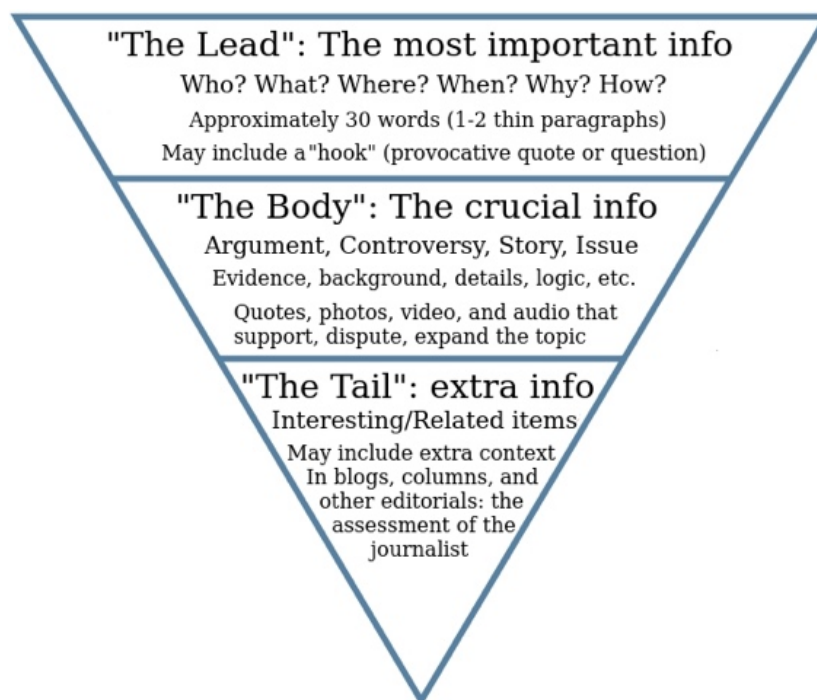 "The Lead": The most important info
Who? What? Where? When? Why? How?
Approximately 30 words (1-2 thin paragraphs)
May include a"hook" (provocative quote or question)
"The Body": The crucial info
Argument, Controversy, Story, Issue
Evidence, background, details, logic, etc.
Quotes, photos, video, and audio that
support, dispute, expand the topic
"The Tail": extra info
Interesting/Related items
May include extra context
In blogs, columns, and
other editorials: the
assessment of the
journalist